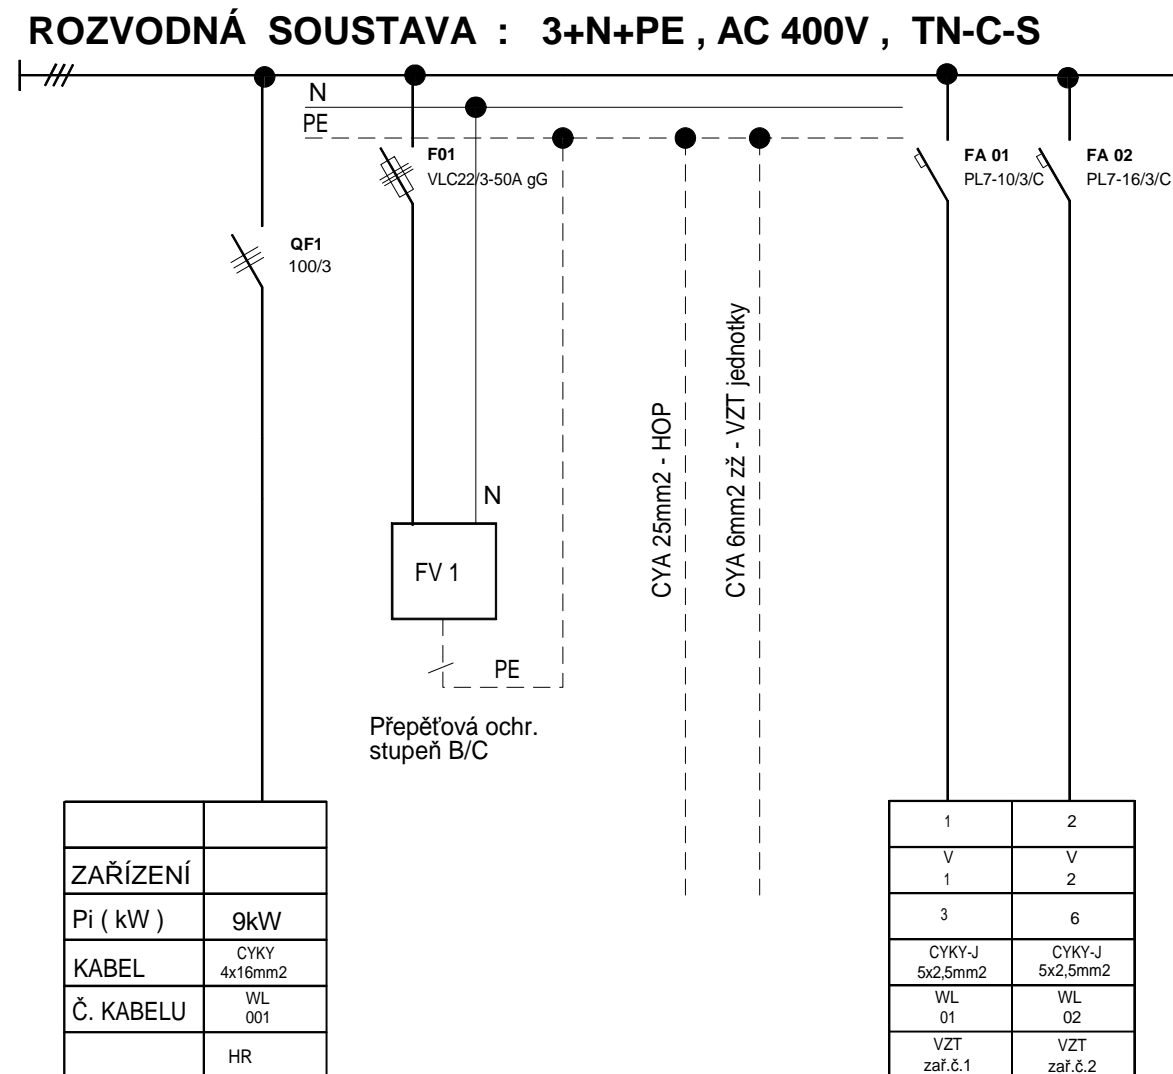 ROZVODNÁ SOUSTAVA : 3+N+PE , AC 400V , TN-C-S
N
PE
F01
VLC22/3-50A gG
FA 01
PL7-10/3/C
FA 02
PL7-16/3/C
QF1
100/3
CYA 25mm2 - HOP
CYA 6mm2 zž - VZT jednotky
N
FV 1
PE
Přepěťová ochr.
stupeň B/C
ZAŘÍZENÍ
Pi ( kW )
9kW
KABEL
CYKY
4x16mm2
Č. KABELU
WL
001
HR
1
2
V
1
V
2
3
6
CYKY-J
5x2,5mm2
CYKY-J
5x2,5mm2
WL
01
WL
02
VZT
zař.č.1
VZT
zař.č.2